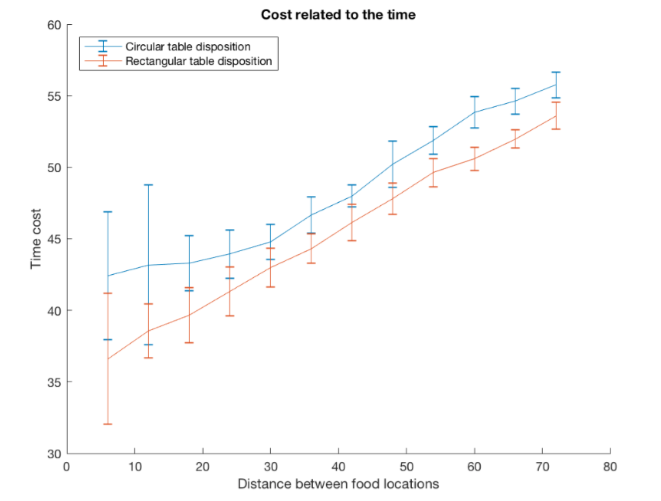 Cost related to the time
60
Circular table disposition
Rectangular table disposition
55
50
45
40
35
30
Time cost
0 10 20 30 40 50 60 70 80
Distance between food locations